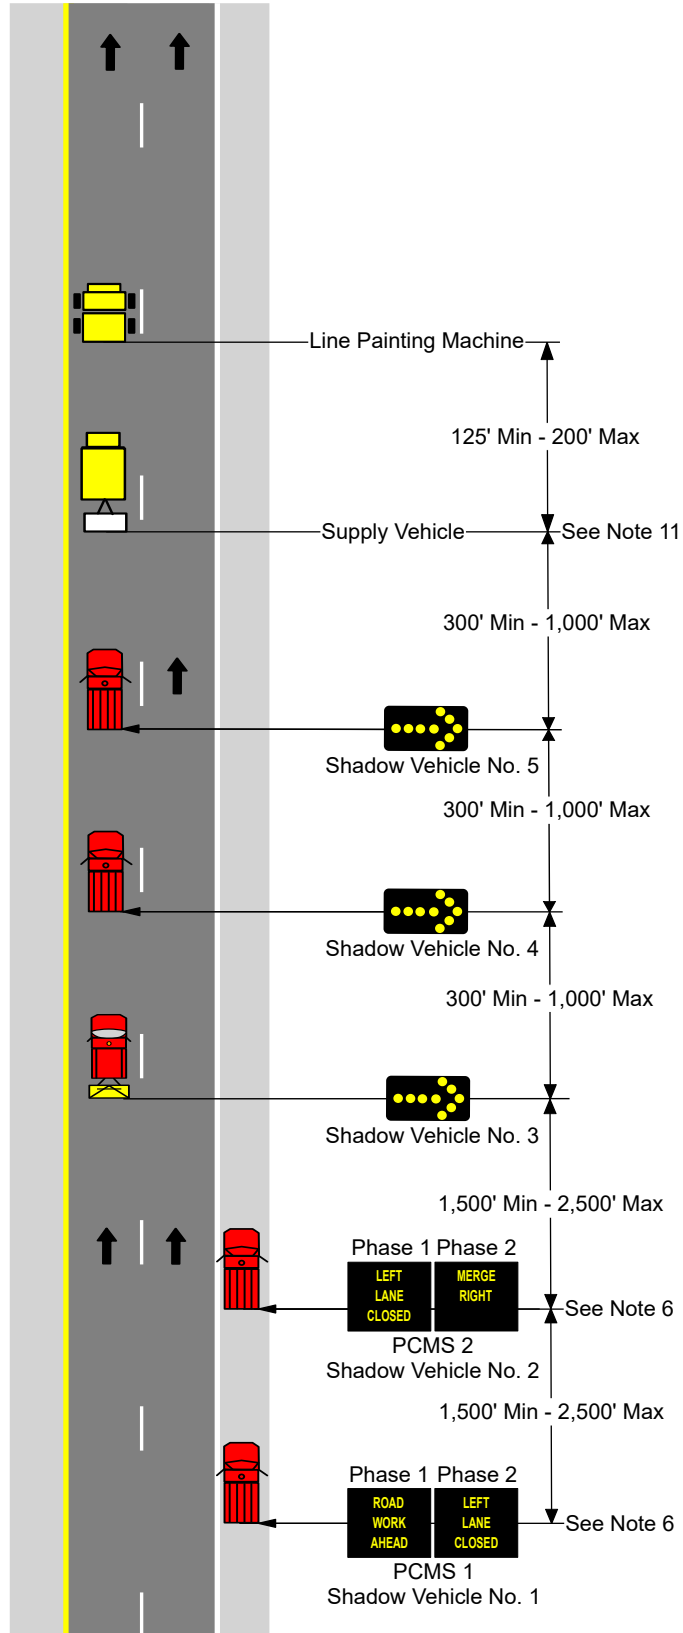 Line Painting Machine
125' Min - 200' Max
Supply Vehicle
See Note 11
300' Min - 1,000' Max
Shadow Vehicle No. 5
300' Min - 1,000' Max
Shadow Vehicle No. 4
300' Min - 1,000' Max
Shadow Vehicle No. 3
1,500' Min - 2,500' Max
Phase 1 Phase 2
LEFT
LANE
CLOSED
MERGE
RIGHT
See Note 6
PCMS 2
Shadow Vehicle No. 2
1,500' Min - 2,500' Max
Phase 1 Phase 2
ROAD
WORK
AHEAD
LEFT
LANE
CLOSED
See Note 6
PCMS 1
Shadow Vehicle No. 1